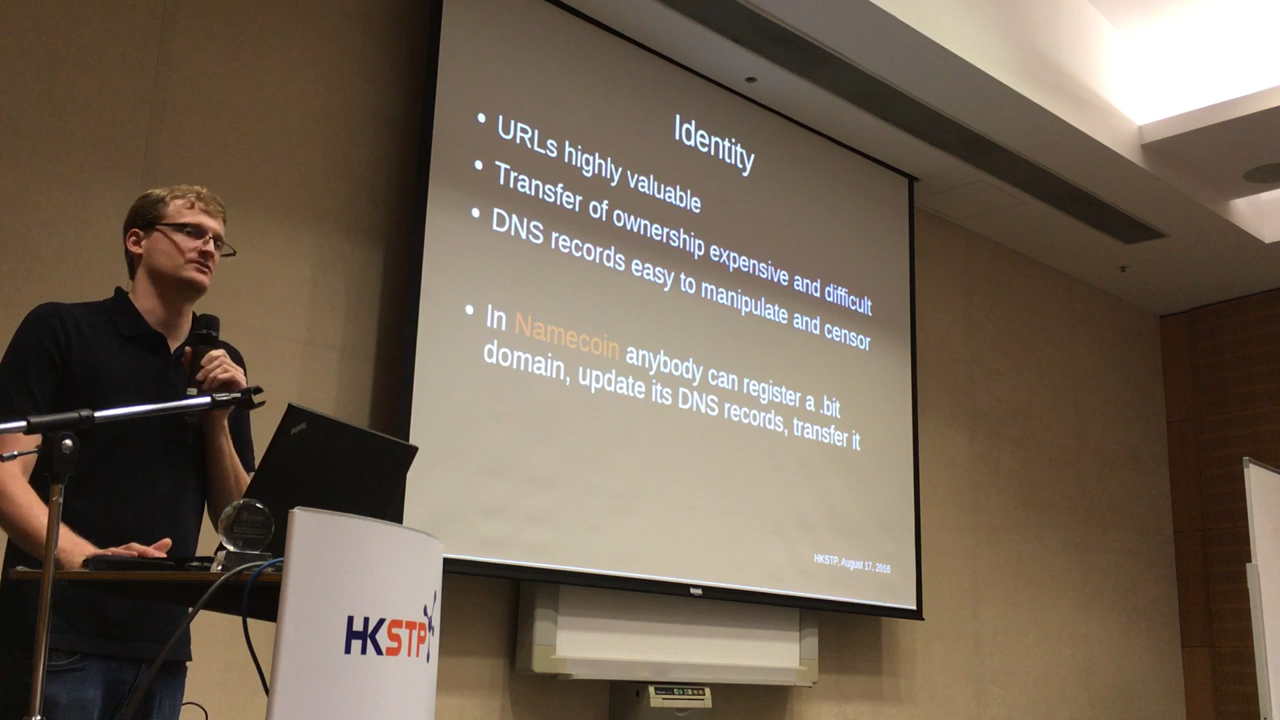 Identity
• URLs highly valuable
• Transfer of ownership expensive and difficult
• DNS records easy to manipulate and censor
• In Namecoin anybody can register a .bit
domain, update its DNS records, transfer it
HKSTP, August 17, 2016
HKSTP